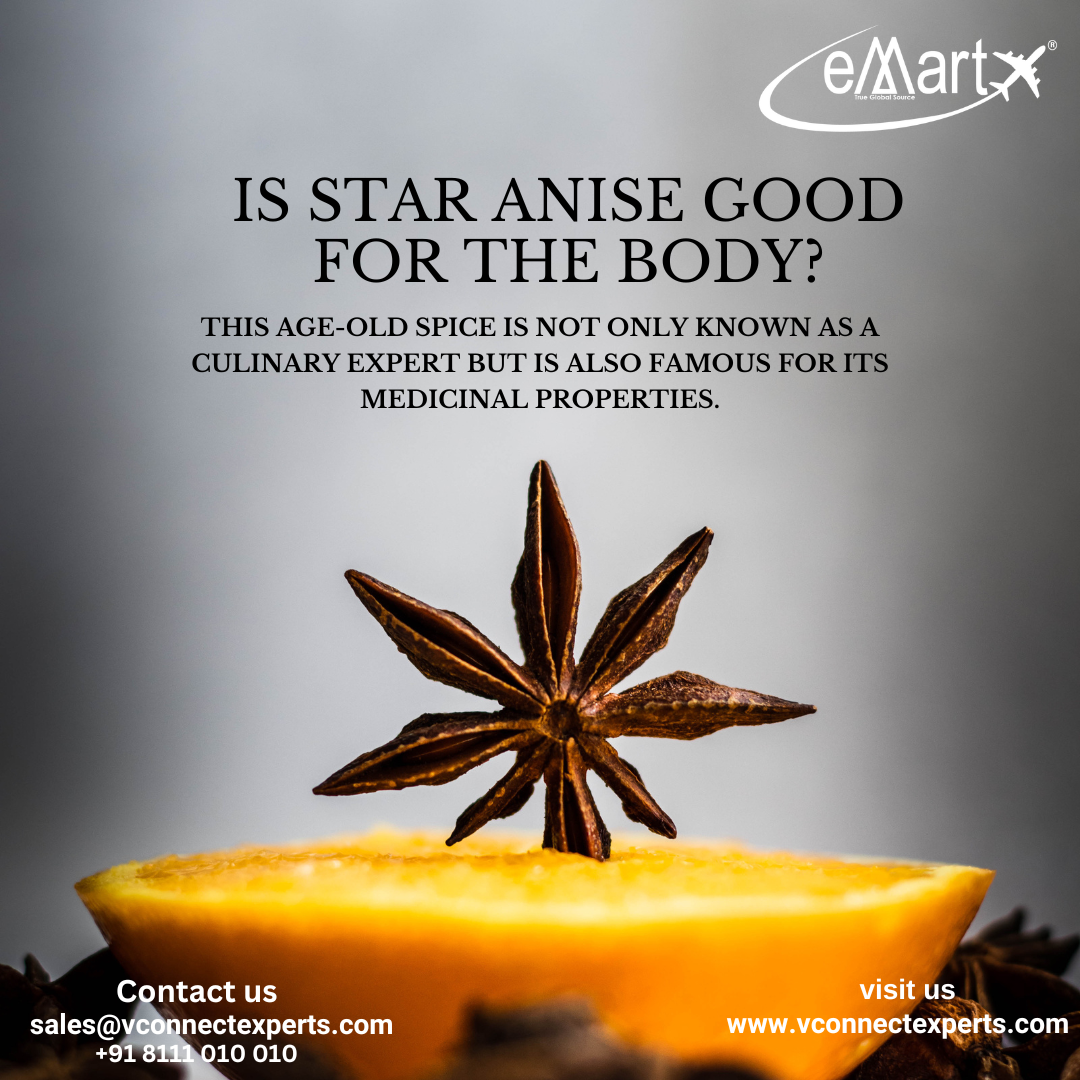 eMart
®
True Global Source
IS STAR ANISE GOOD
FOR THE BODY?
THIS AGE-OLD SPICE IS NOT ONLY KNOWN AS A
CULINARY EXPERT BUT IS ALSO FAMOUS FOR ITS
MEDICINAL PROPERTIES.
Contact us
sales@vconnectexperts.com
+91 8111 010 010
visit us
www.vconnectexperts.com